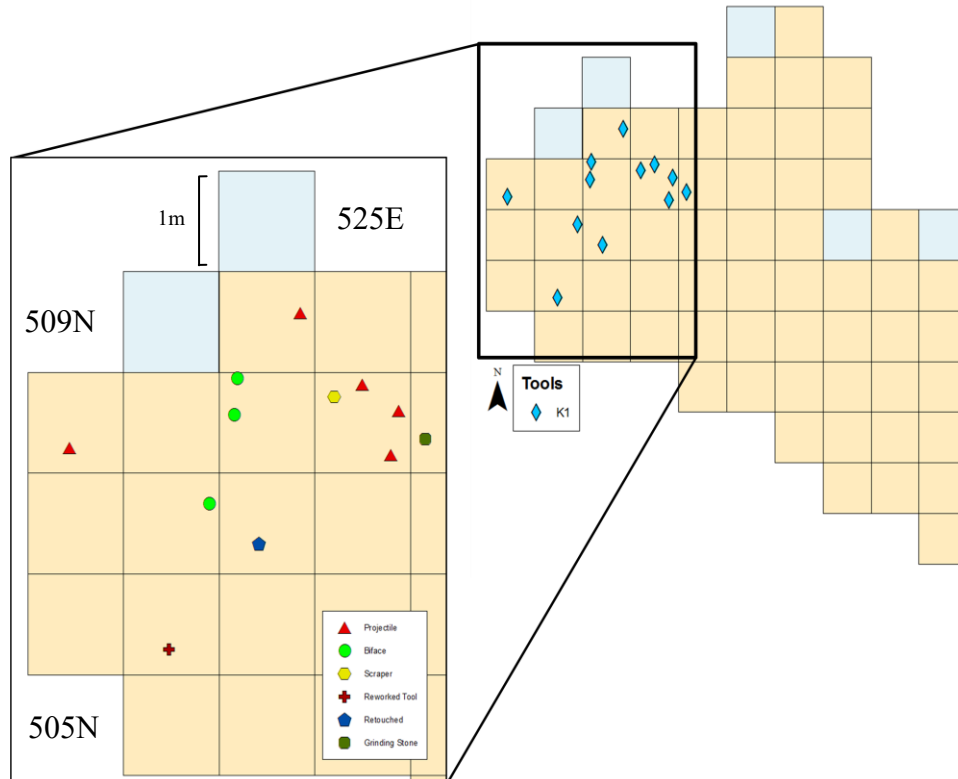 525E
1m
509N
505N
Projectile
Biface
Scraper
Reworked Tool
Retouched
Grinding Stone
N
Tools
K1